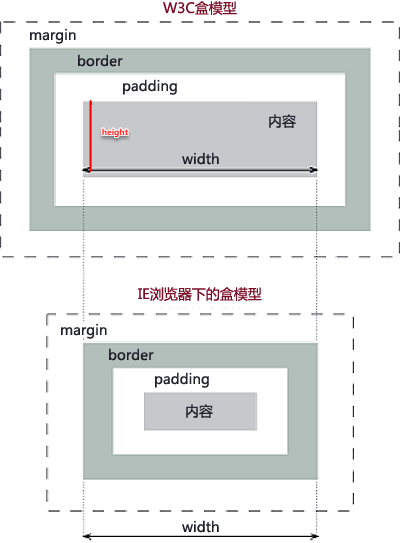 W3C盒模型
margin
border
padding
内容
height
width
IE浏览器下的盒模型
margin
border
padding
内容
width